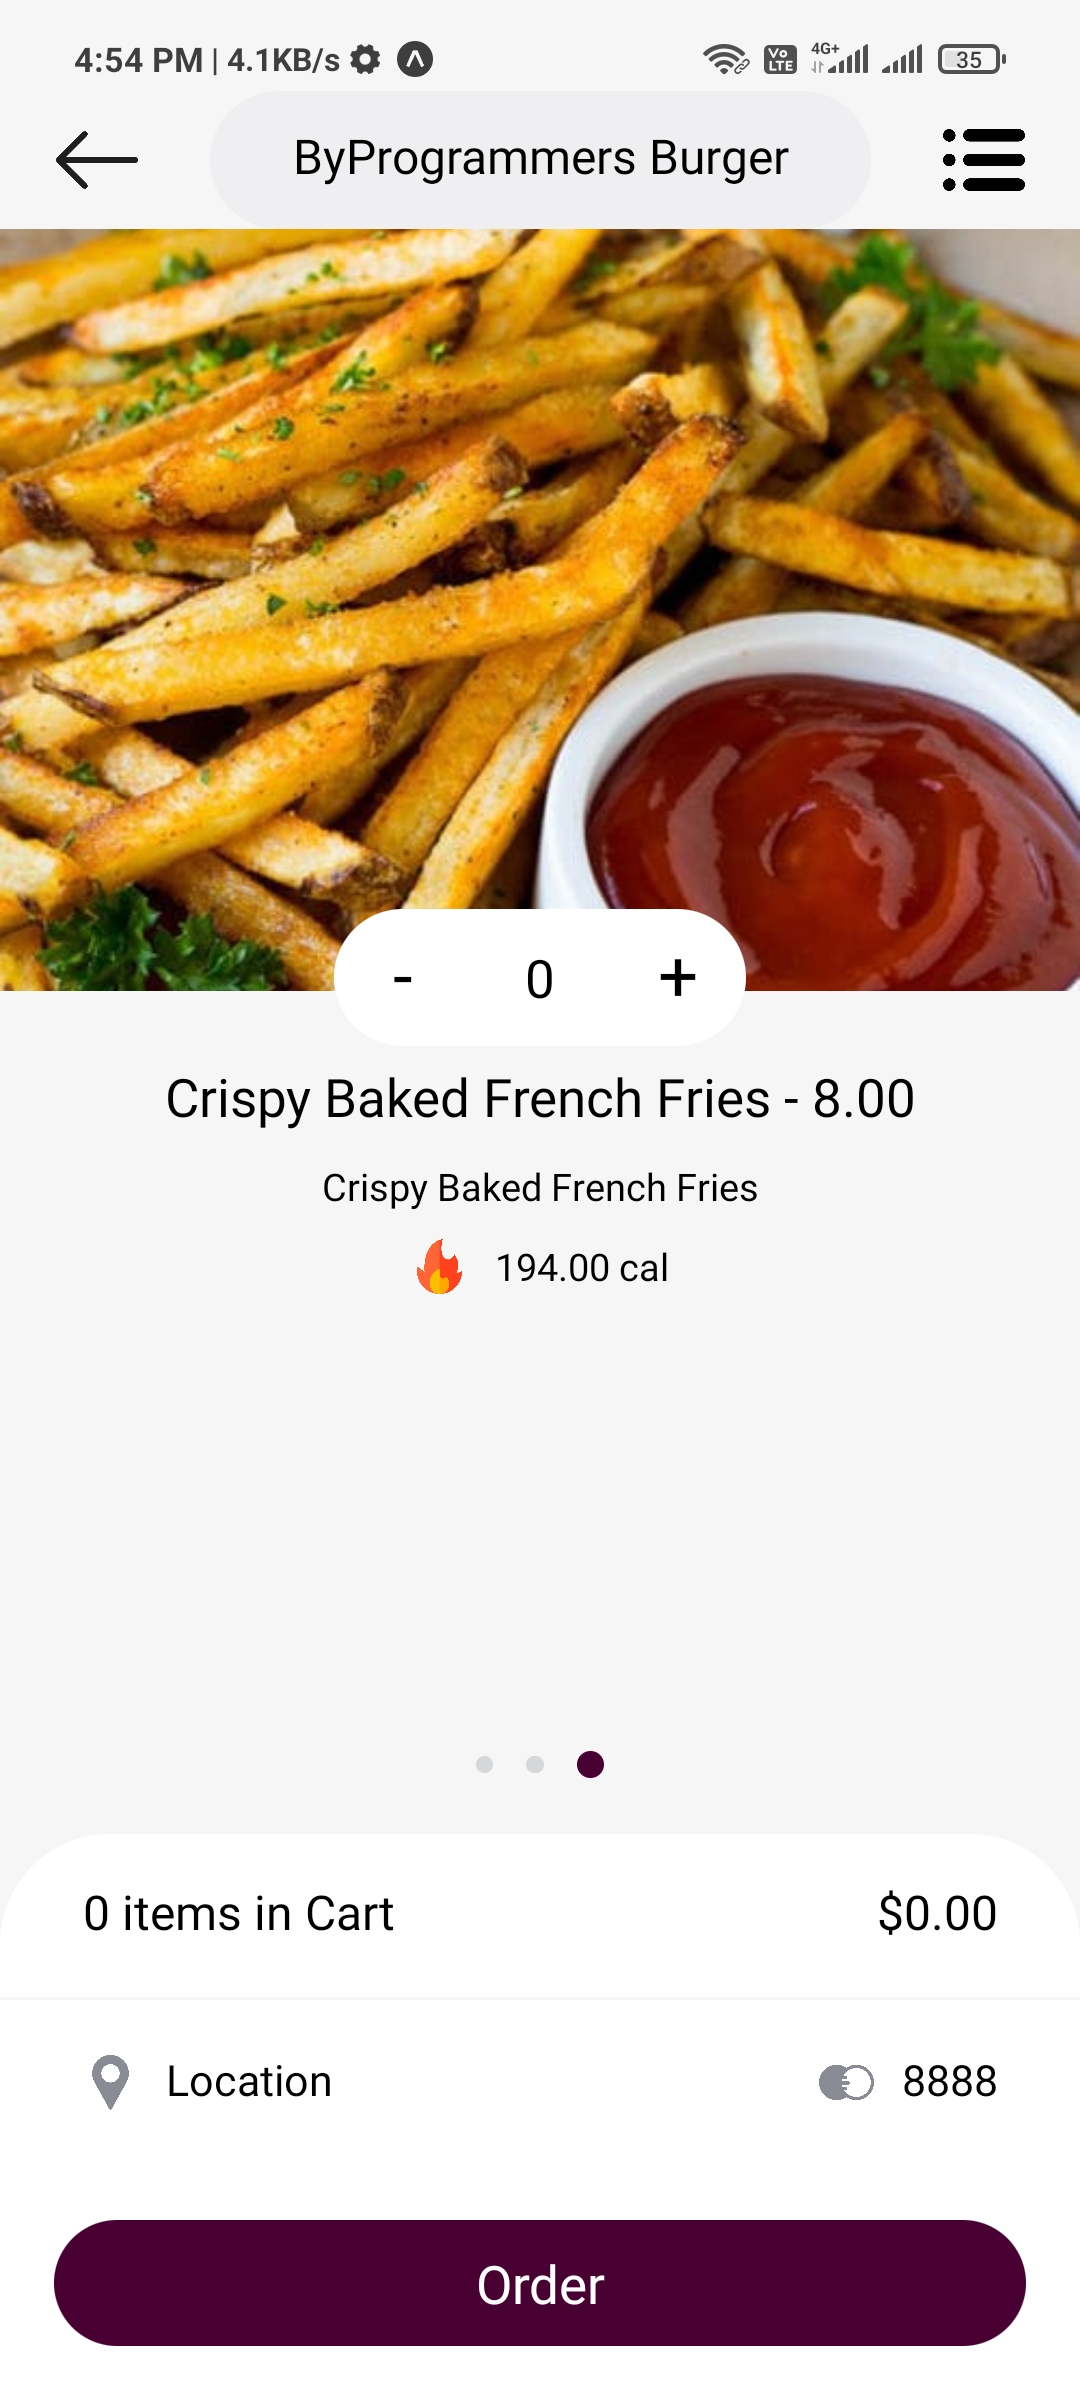 4:54 PM | 4.1KB/s Vo LTE 4G+ 35
ByProgrammers Burger
- 0 +
Crispy Baked French Fries - 8.00
Crispy Baked French Fries
194.00 cal
0 items in Cart $0.00
Location 8888
Order